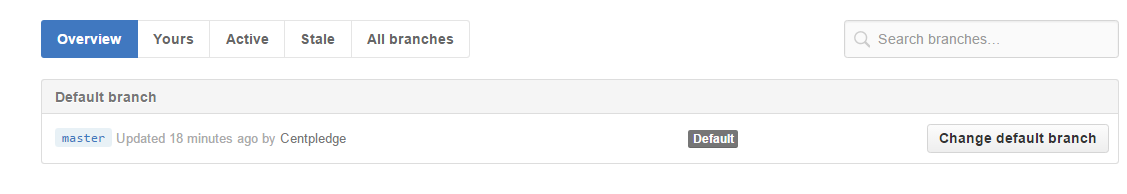 Overview Yours Active Stale All branches Search branches...
Default branch
master Updated 18 minutes ago by Centpledge Default Change default branch